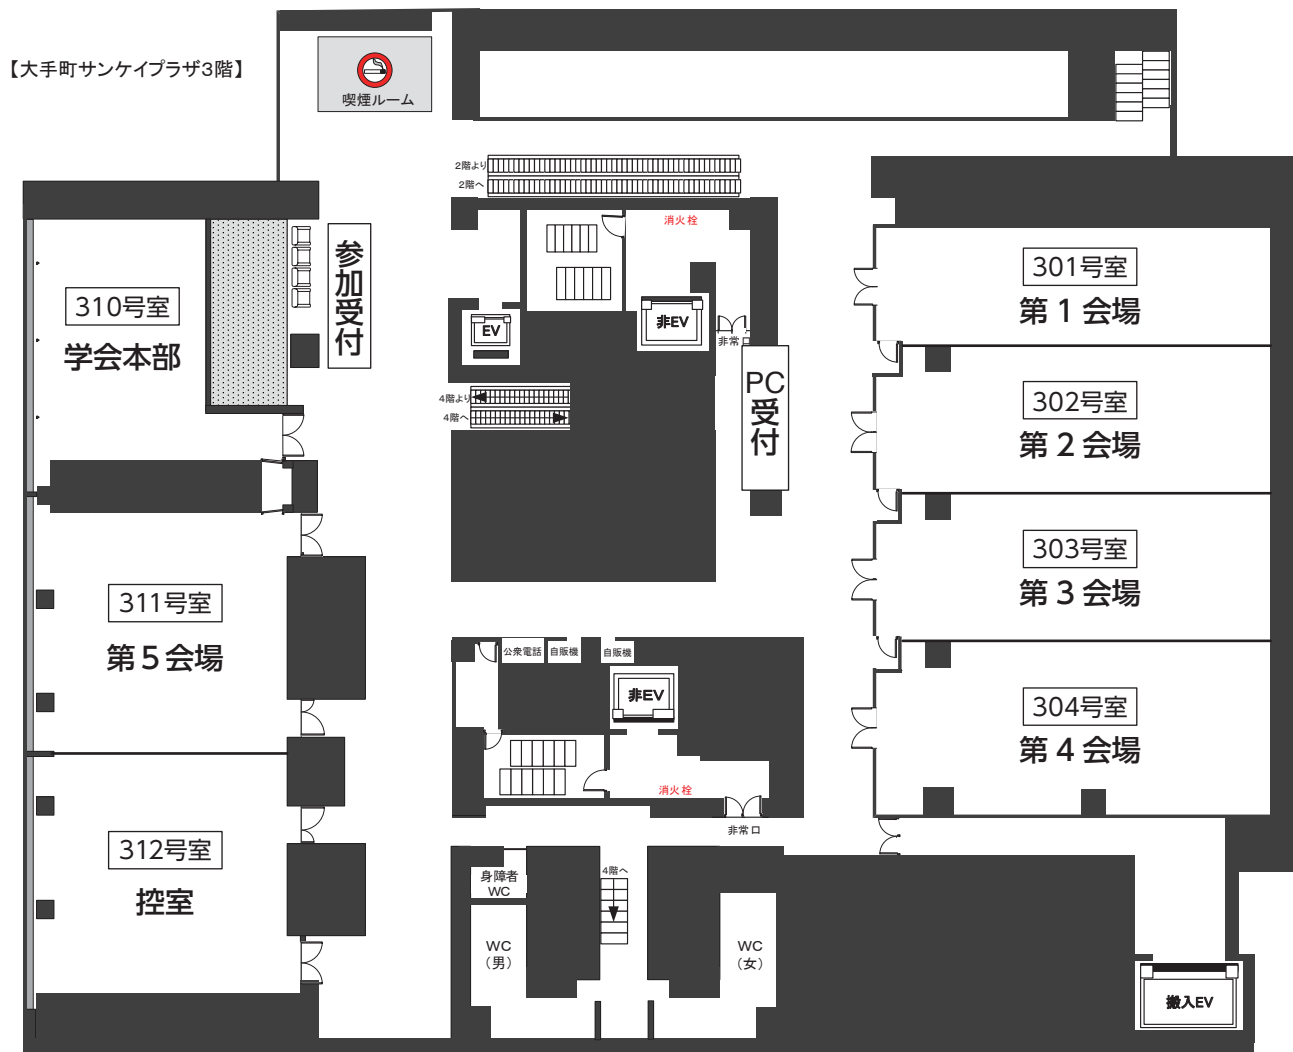 【大手町サンケイプラザ3階】
喫煙ルーム
2階より
2階へ
消火栓
参加受付
310号室
学会本部
EV
非EV
非常口
4階より
4階へ
PC受付
301号室
第1会場
302号室
第2会場
303号室
第3会場
304号室
第4会場
311号室
第5会場
公衆電話
自販機
自販機
非EV
消火栓
非常口
312号室
控室
身障者
WC
4階へ
WC
(男)
WC
(女)
搬入EV